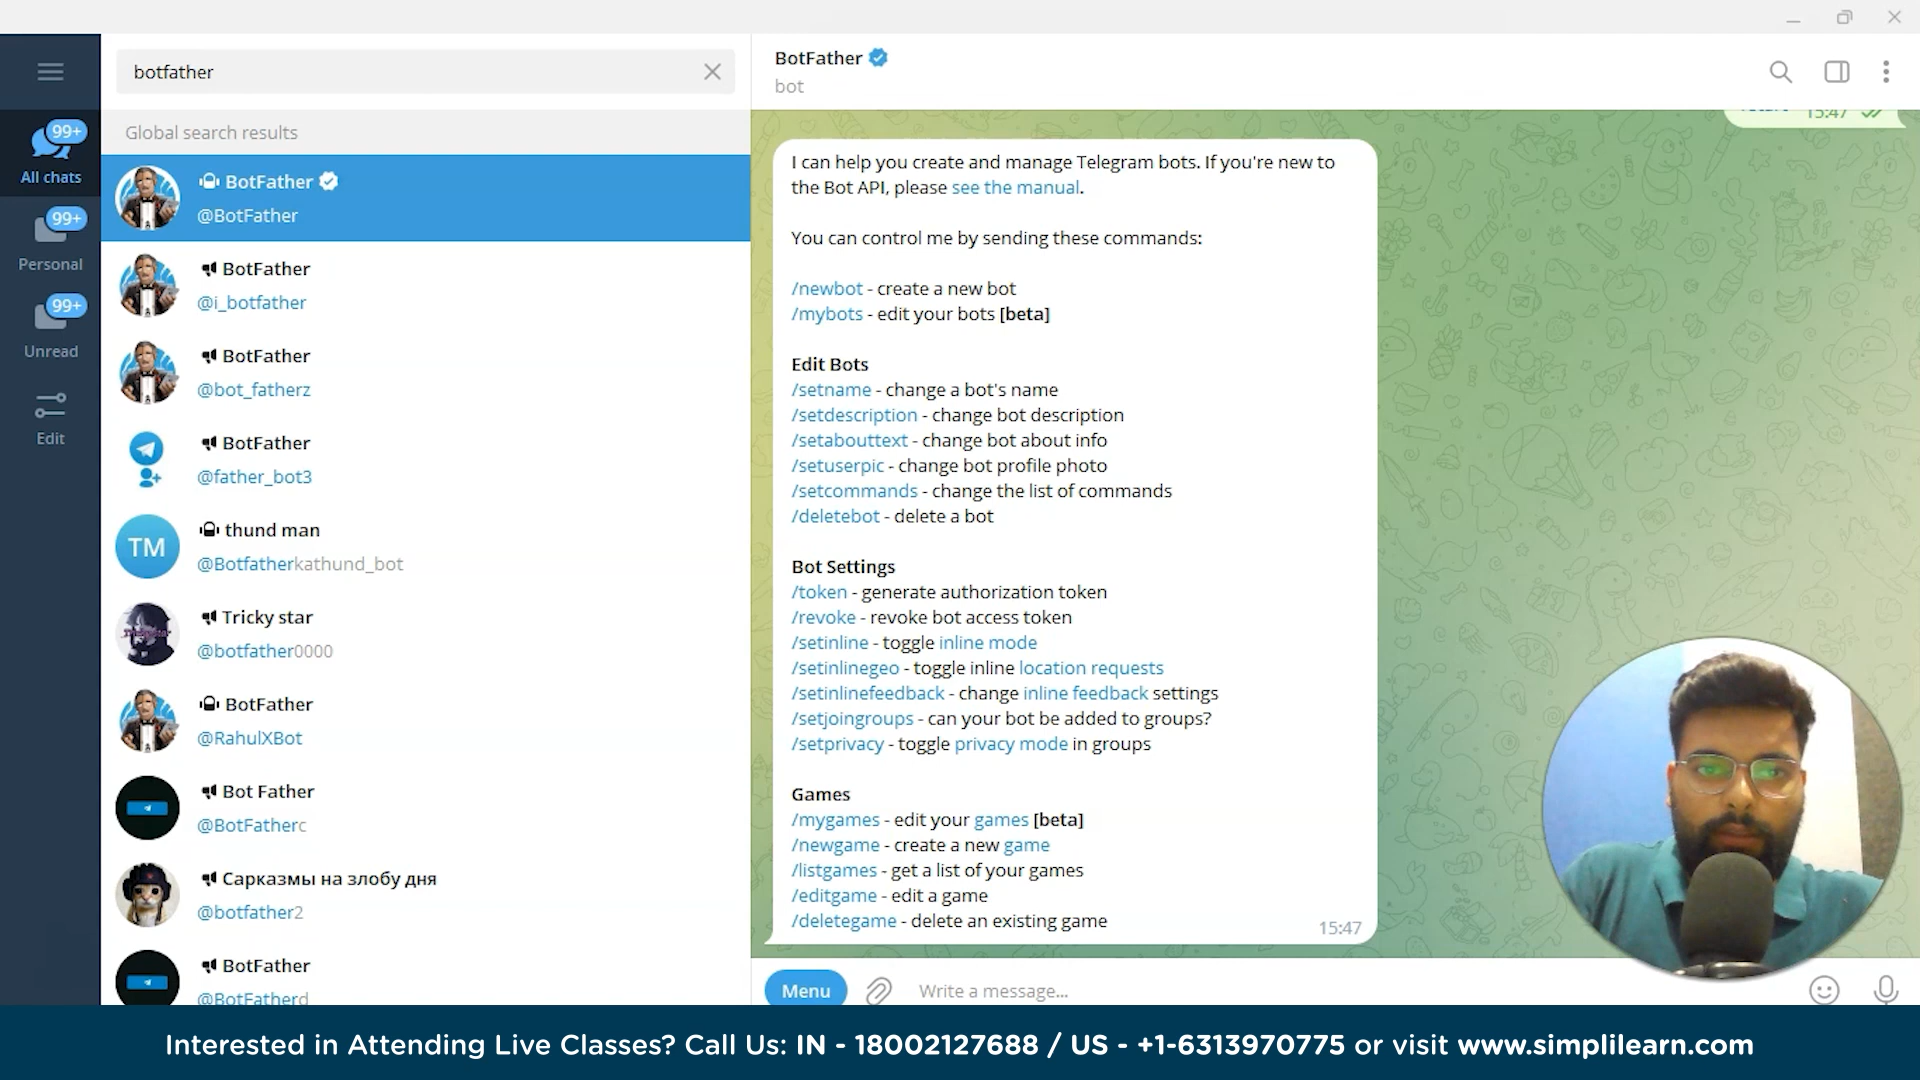 botfather
Global search results
99+
All chats
99+
Personal
99+
Unread
Edit
BotFather
@BotFather
BotFather
@i_botfather
BotFather
@bot_fatherz
BotFather
@father_bot3
TM
thund man
@Botfatherkathund_bot
Tricky star
@botfather0000
BotFather
@RahulXBot
Bot Father
@BotFatherc
Сарказмы на злобу дня
@botfather2
BotFather
@BotFatherd
BotFather
bot
15:47
I can help you create and manage Telegram bots. If you're new to
the Bot API, please see the manual.
You can control me by sending these commands:
/newbot - create a new bot
/mybots - edit your bots [beta]
Edit Bots
/setname - change a bot's name
/setdescription - change bot description
/setabouttext - change bot about info
/setuserpic - change bot profile photo
/setcommands - change the list of commands
/deletebot - delete a bot
Bot Settings
/token - generate authorization token
/revoke - revoke bot access token
/setinline - toggle inline mode
/setinlinegeo - toggle inline location requests
/setinlinefeedback - change inline feedback settings
/setjoingroups - can your bot be added to groups?
/setprivacy - toggle privacy mode in groups
Games
/mygames - edit your games [beta]
/newgame - create a new game
/listgames - get a list of your games
/editgame - edit a game
/deletegame - delete an existing game
15:47
Menu
Write a message...
Interested in Attending Live Classes? Call Us: IN - 18002127688 / US - +1-6313970775 or visit www.simplilearn.com